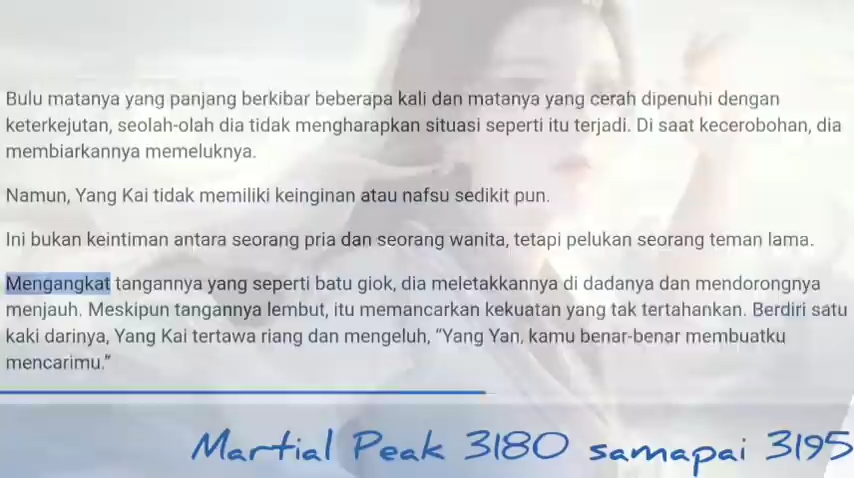 Bulu matanya yang panjang berkibar beberapa kali dan matanya yang cerah dipenuhi dengan
keterkejutan, seolah-olah dia tidak mengharapkan situasi seperti itu terjadi. Di saat kecerobohan, dia
membiarkannya memeluknya.
Namun, Yang Kai tidak memiliki keinginan atau nafsu sedikit pun.
Ini bukan keintiman antara seorang pria dan seorang wanita, tetapi pelukan seorang teman lama.
Mengangkat tangannya yang seperti batu giok, dia meletakkannya di dadanya dan mendorongnya
menjauh. Meskipun tangannya lembut, itu memancarkan kekuatan yang tak tertahankan. Berdiri satu
kaki darinya, Yang Kai tertawa riang dan mengeluh, “Yang Yan, kamu benar-benar membuatku
mencarimu.”
Martial Peak 3180 samapai 3195